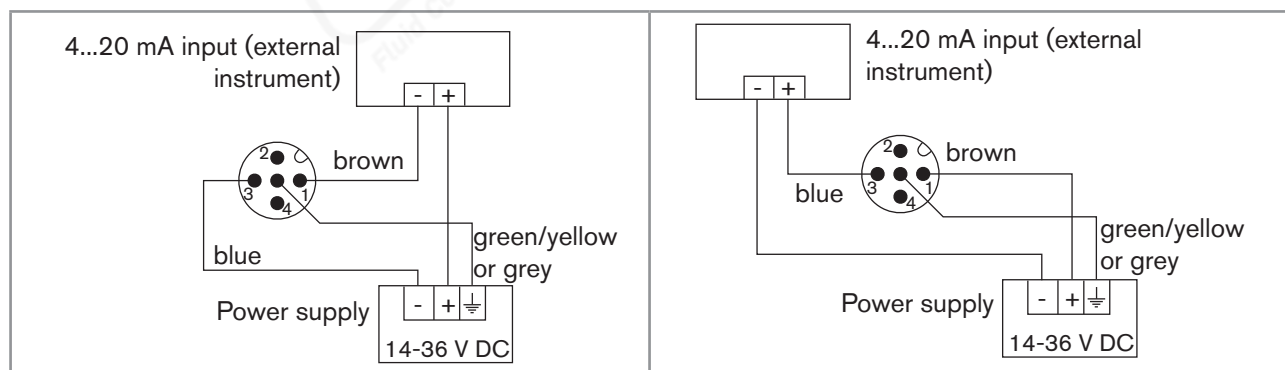 4...20 mA input (external
instrument)
- +
2
brown
3
1
4
blue
green/yellow
or grey
Power supply
- +
14-36 V DC
4...20 mA input (external
instrument)
- +
2
brown
3
1
4
blue
green/yellow
or grey
Power supply
- +
14-36 V DC